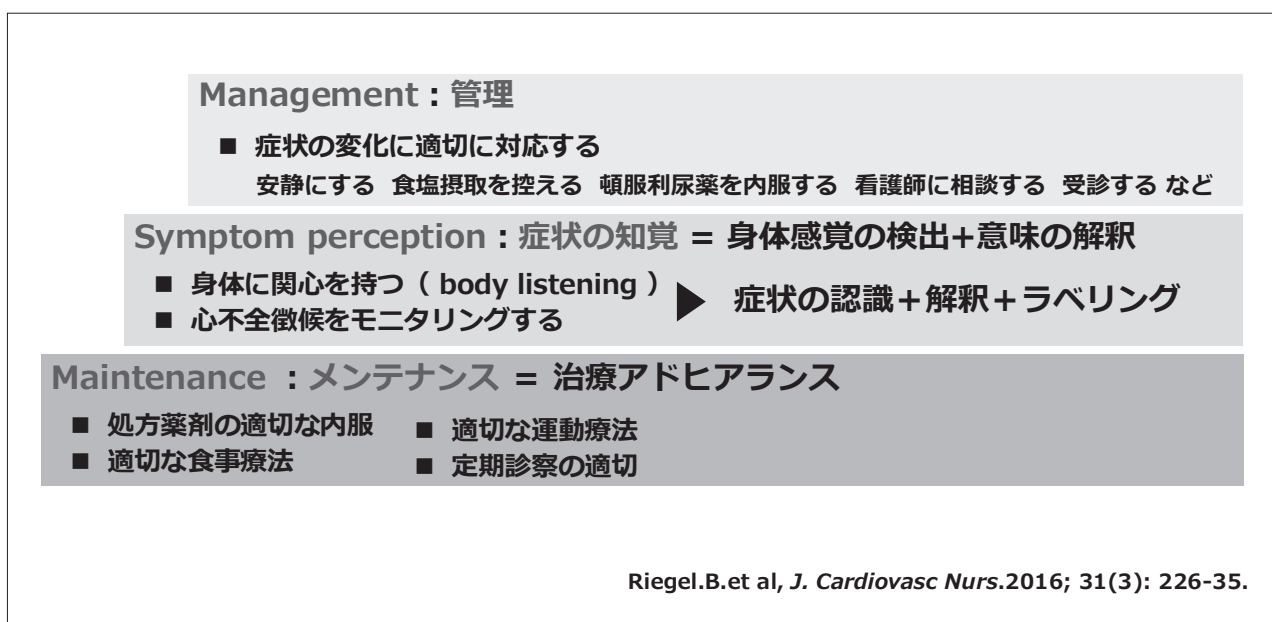 Management : 管理
■ 症状の変化に適切に対応する
安静にする 食塩摂取を控える 頓服利尿薬を内服する 看護師に相談する 受診する など
Symptom perception : 症状の知覚 = 身体感覚の検出+意味の解釈
■ 身体に関心を持つ ( body listening )
■ 心不全徴候をモニタリングする
▶ 症状の認識+解釈+ラベリング
Maintenance : メンテナンス = 治療アドヒアランス
■ 処方薬剤の適切な内服
■ 適切な食事療法
■ 適切な運動療法
■ 定期診察の適切
Riegel.B.et al, J. Cardiovasc Nurs.2016; 31(3): 226-35.